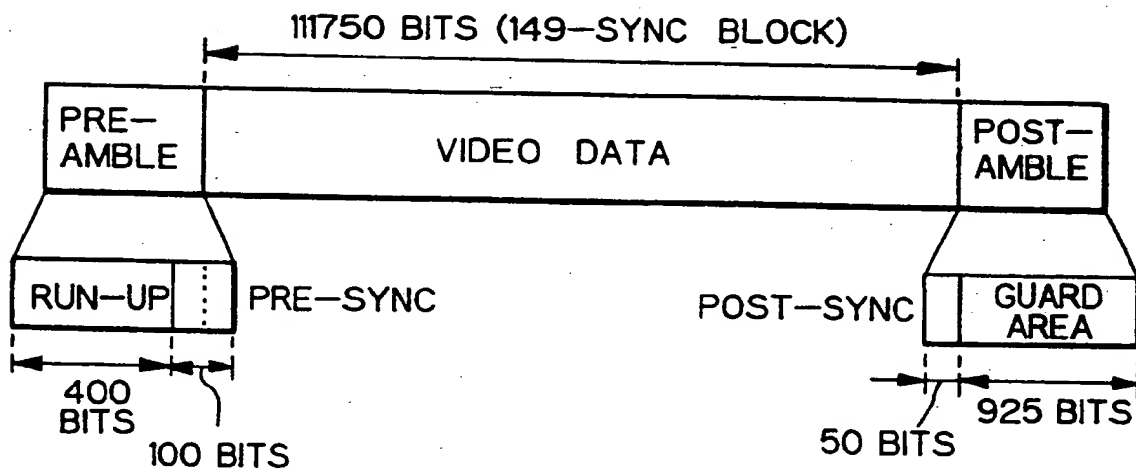 111750 BITS (149-SYNC BLOCK)
PRE-
AMBLE
VIDEO DATA
POST-
AMBLE
RUN-UP
PRE-SYNC
POST-SYNC
GUARD
AREA
400
BITS
100 BITS
50 BITS
925 BITS